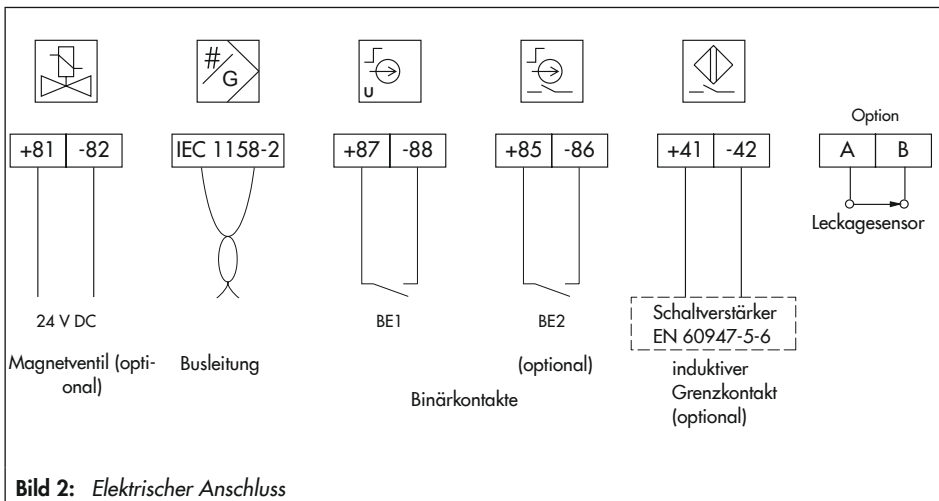 #
G
U
Option
+81 -82
IEC 1158-2
+87 -88
+85 -86
+41 -42
A B
Leckagesensor
24 V DC
BE1
BE2
Schaltverstärker
EN 60947-5-6
Magnetventil (opti-
onal)
Busleitung
Binärkontakte
(optional)
induktiver
Grenzkontakt
(optional)
Bild 2: Elektrischer Anschluss